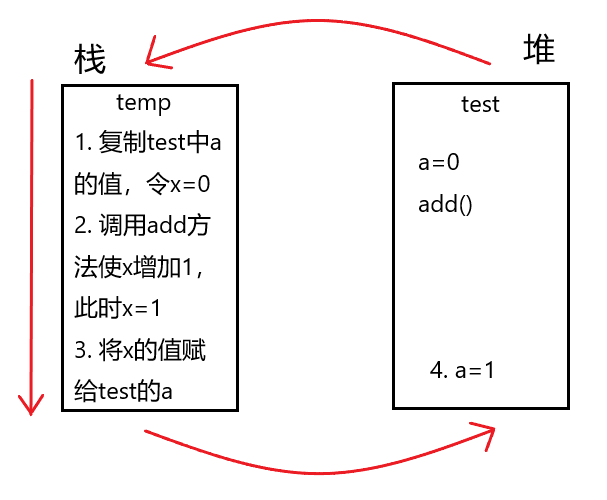 栈
temp
1. 复制test中a
的值，令x=0
2. 调用add方
法使x增加1，
此时x=1
3. 将x的值赋
给test的a
堆
test
a=0
add()
4. a=1